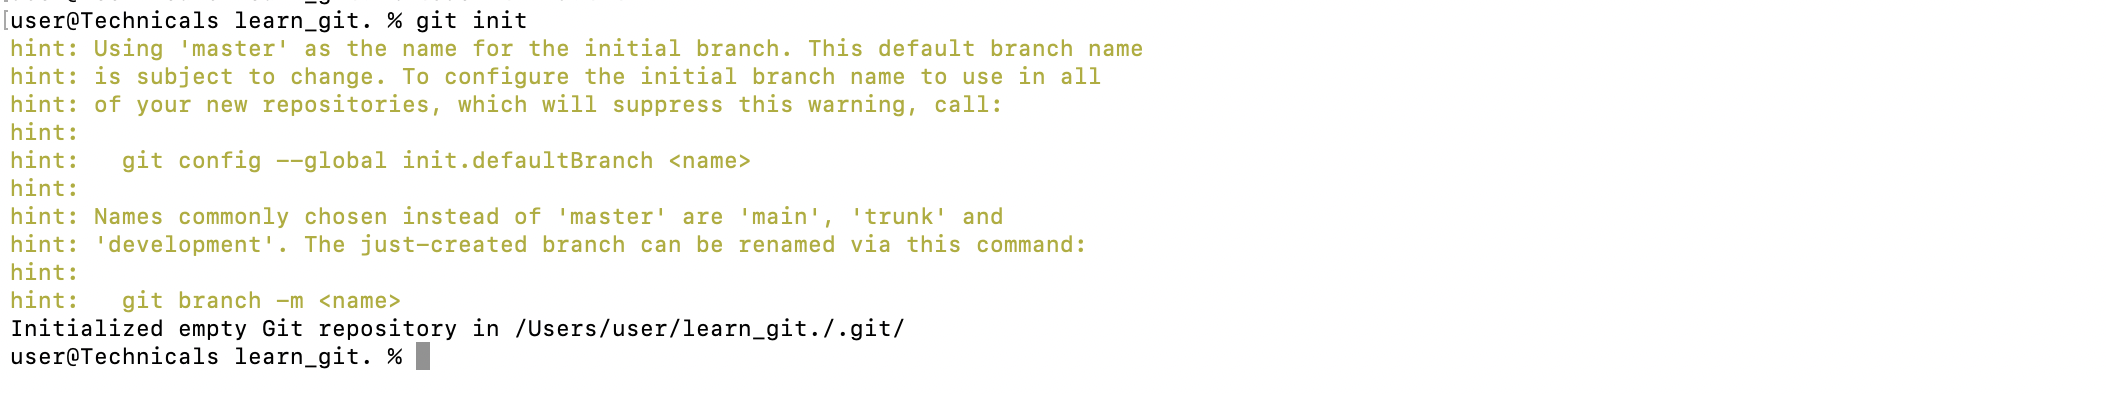 [user@Technicals learn_git. % git init
hint: Using 'master' as the name for the initial branch. This default branch name
hint: is subject to change. To configure the initial branch name to use in all
hint: of your new repositories, which will suppress this warning, call:
hint:
hint:   git config --global init.defaultBranch <name>
hint:
hint: Names commonly chosen instead of 'master' are 'main', 'trunk' and
hint: 'development'. The just-created branch can be renamed via this command:
hint:
hint:   git branch -m <name>
Initialized empty Git repository in /Users/user/learn_git./.git/
user@Technicals learn_git. %